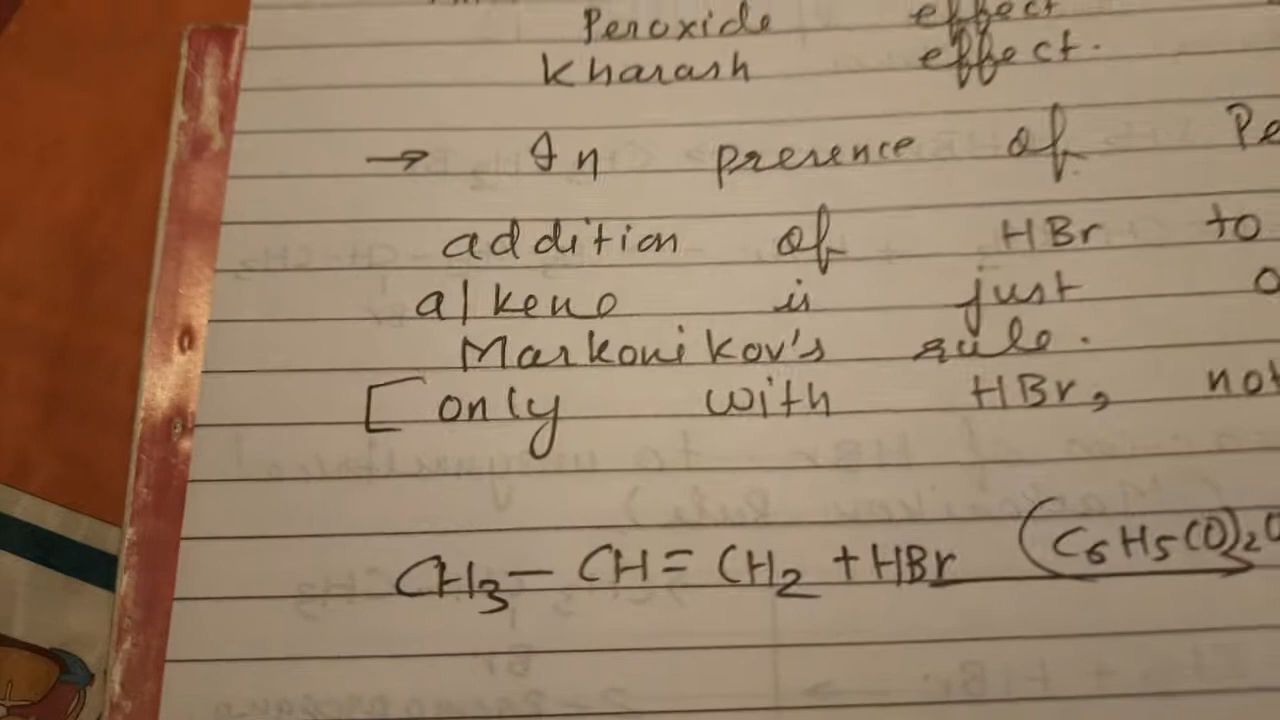 Peroxide effect
Kharash effect.
→ In presence of Pe
addition of HBr to
alkene is just o
Markonikov's rule.
[only with HBr, not
CH3 – CH = CH2 + HBr (C6H5CO)2O